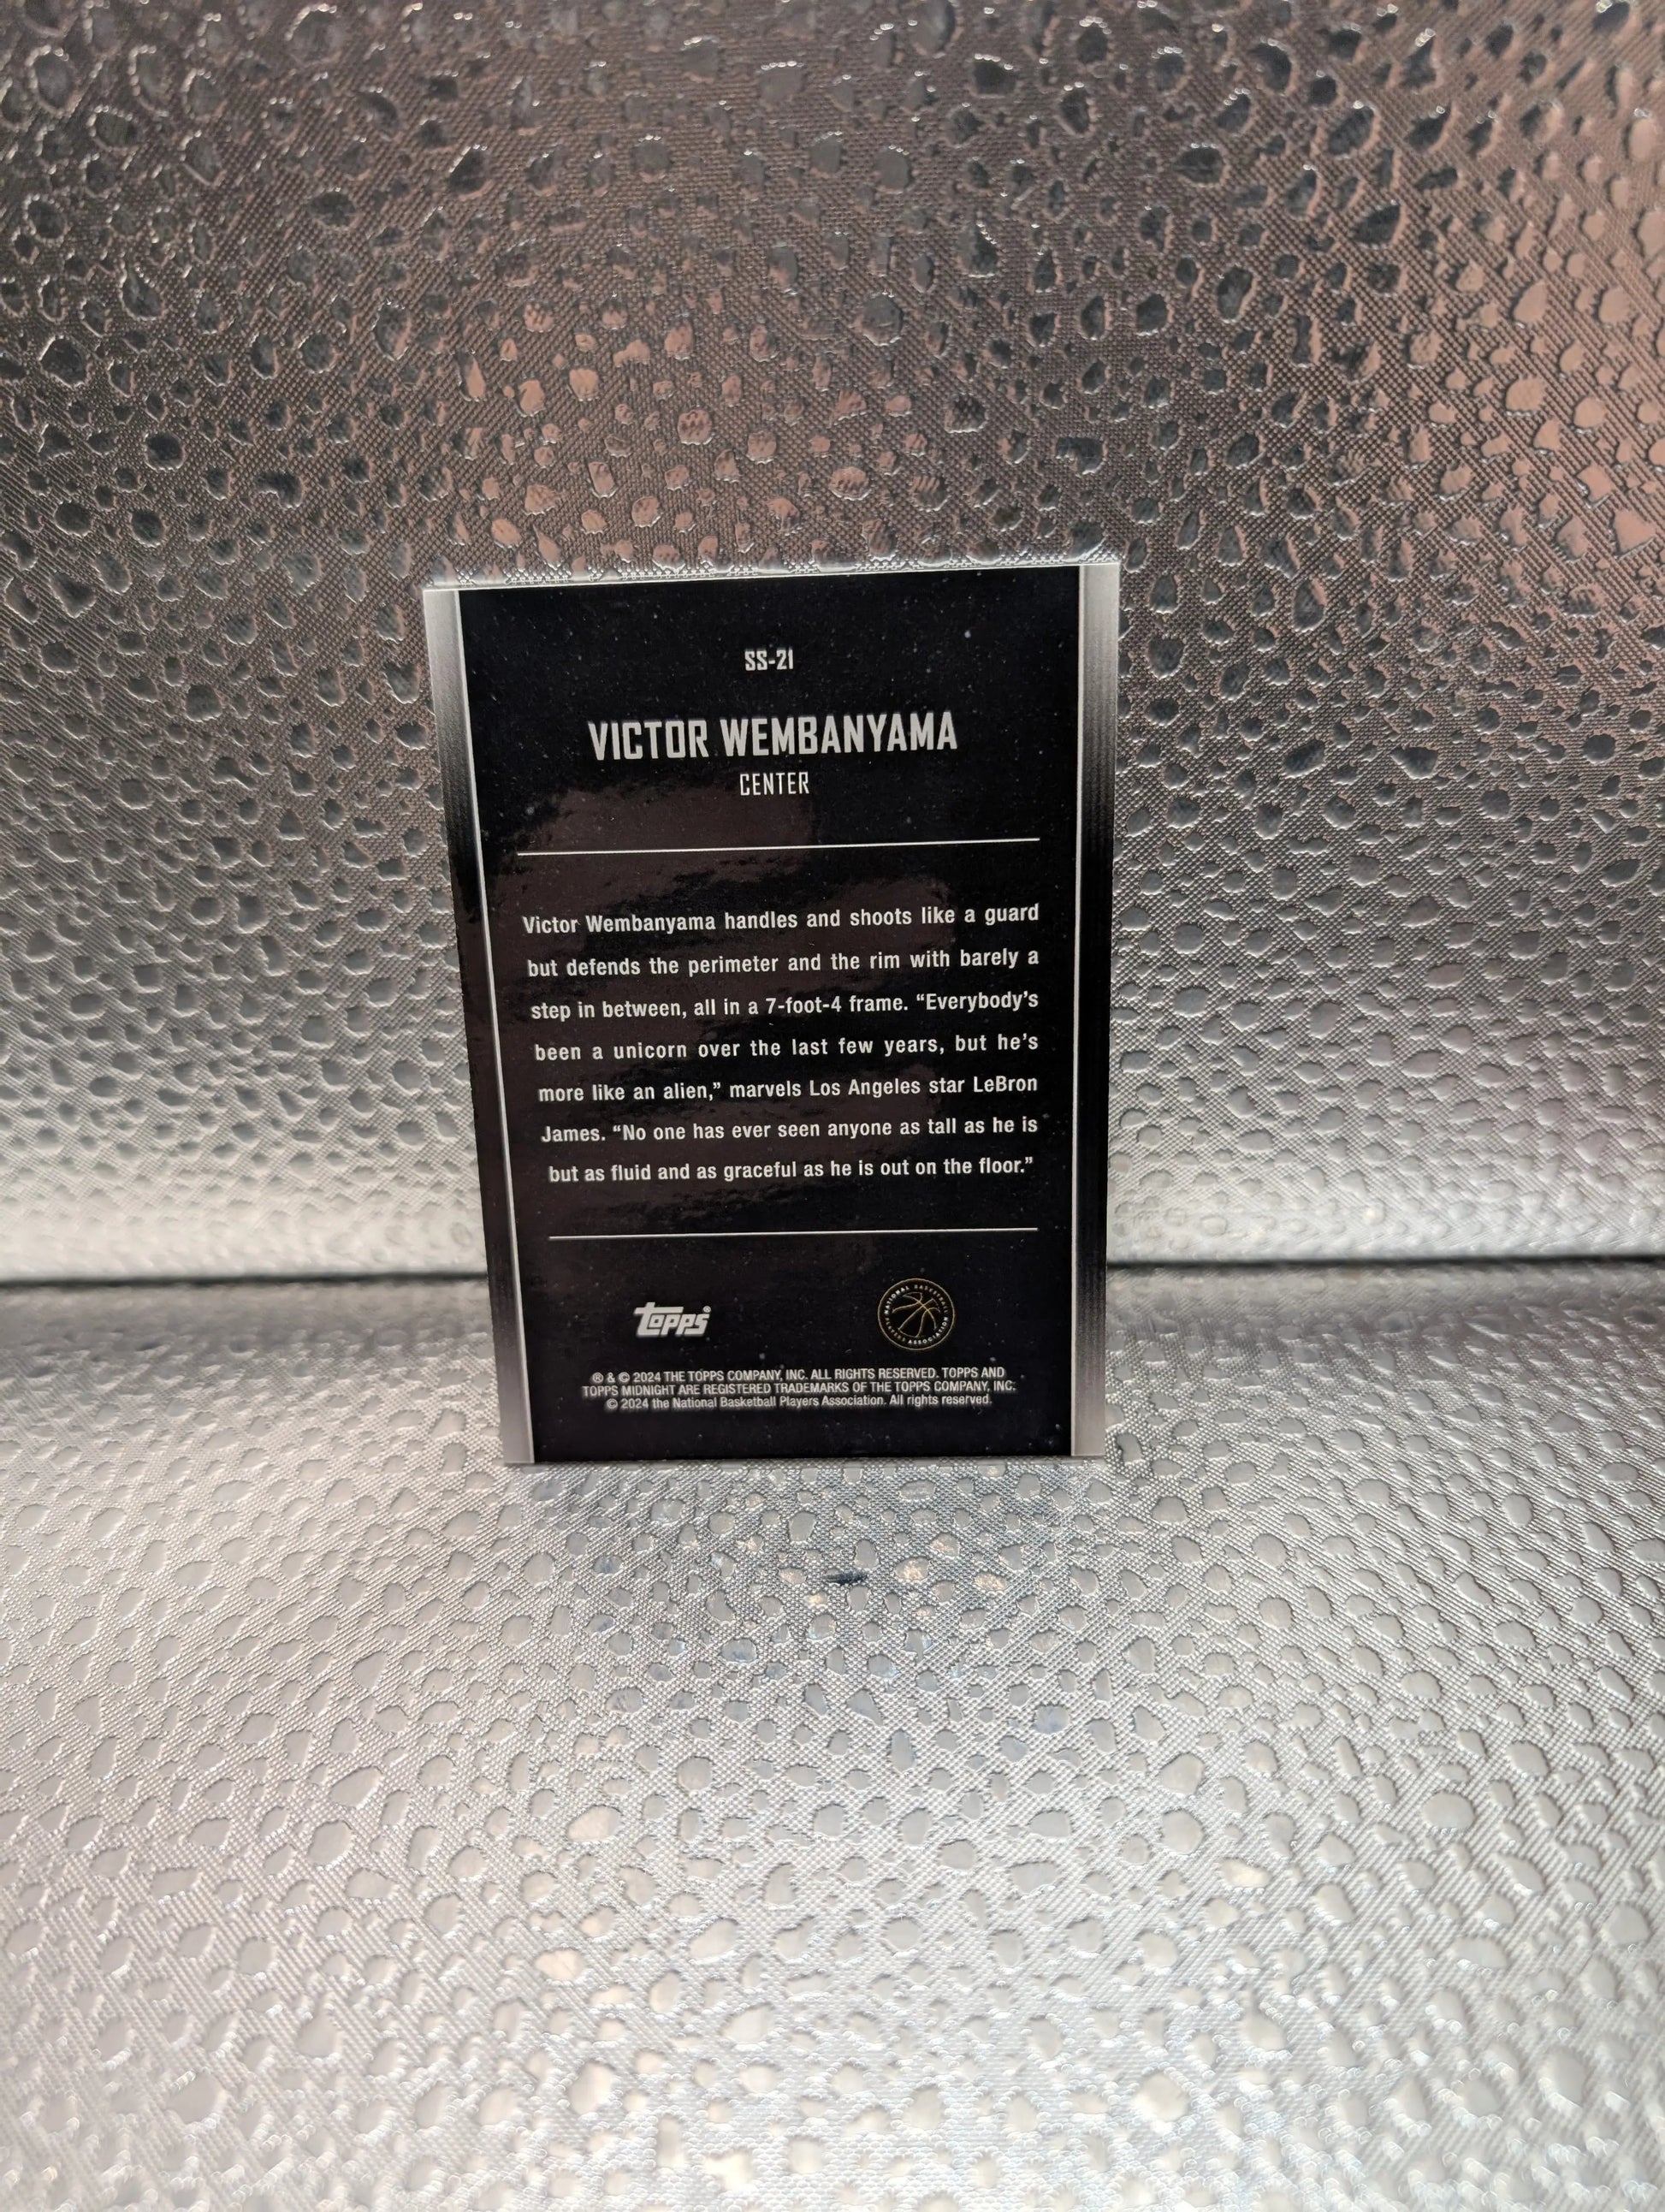 SS-21
VICTOR WEMBANYAMA
CENTER
Victor Wembanyama handles and shoots like a guard
but defends the perimeter and the rim with barely a
step in between, all in a 7-foot-4 frame. “Everybody’s
been a unicorn over the last few years, but he’s
more like an alien,” marvels Los Angeles star LeBron
James. “No one has ever seen anyone as tall as he is
but as fluid and as graceful as he is out on the floor.”
topps®
NATIONAL BASKETBALL
PLAYERS ASSOCIATION
® & © 2024 THE TOPPS COMPANY, INC. ALL RIGHTS RESERVED. TOPPS AND
TOPPS MIDNIGHT ARE REGISTERED TRADEMARKS OF THE TOPPS COMPANY, INC.
© 2024 the National Basketball Players Association. All rights reserved.